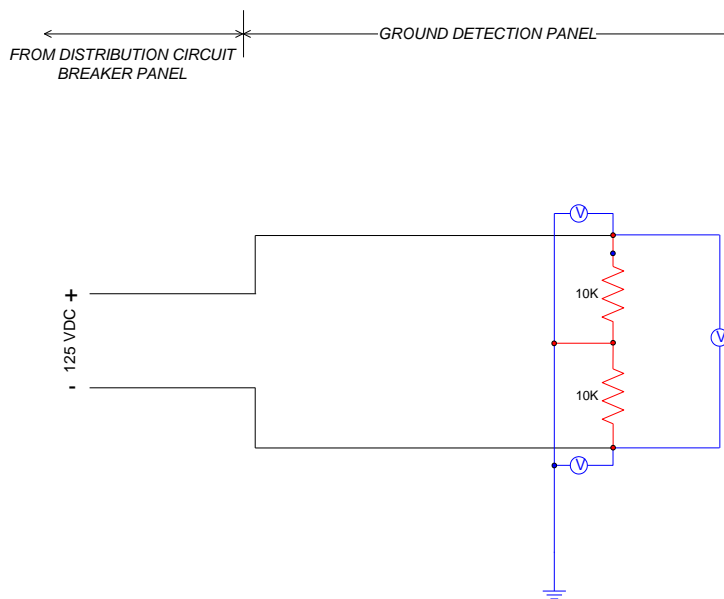 GROUND DETECTION PANEL
FROM DISTRIBUTION CIRCUIT
BREAKER PANEL
V
+
10K
125 VDC
V
-
10K
V